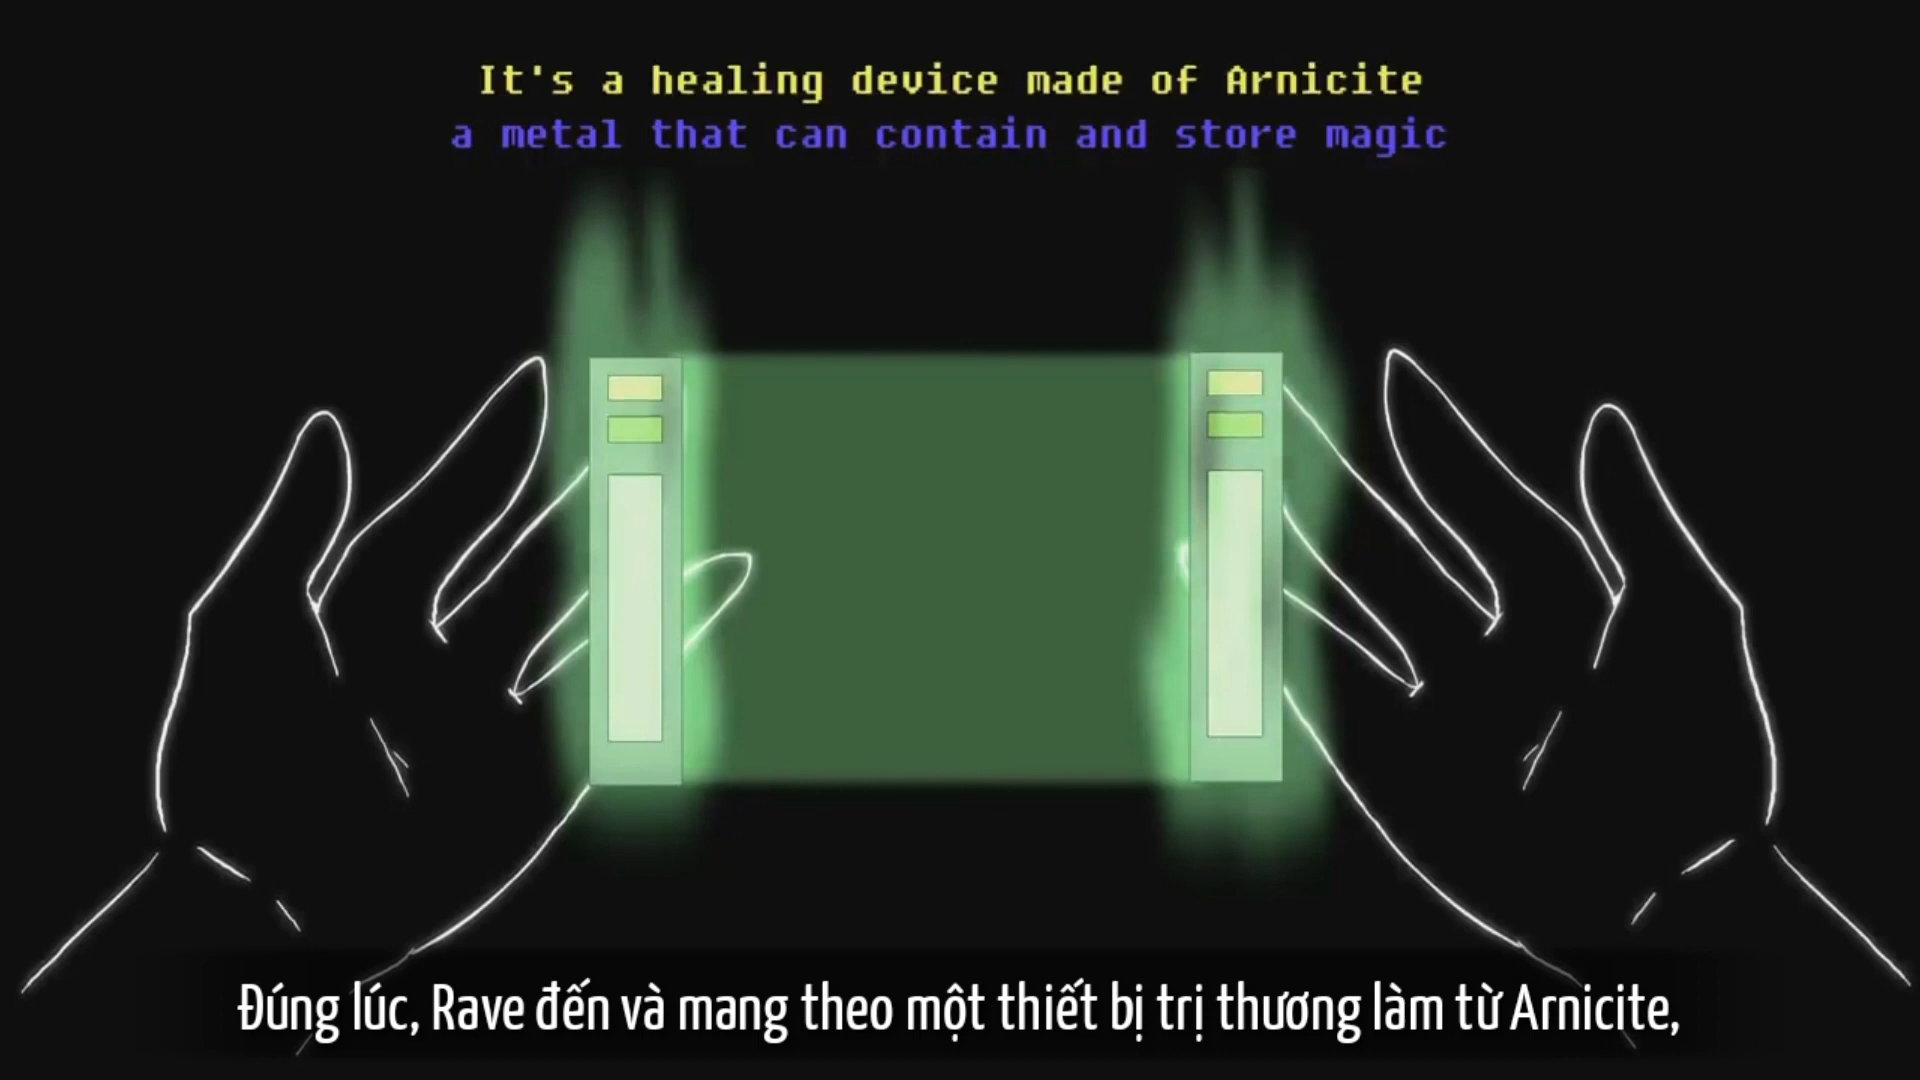 It's a healing device made of Arnicite
a metal that can contain and store magic
Đúng lúc, Rave đến và mang theo một thiết bị trị thương làm từ Arnicite,